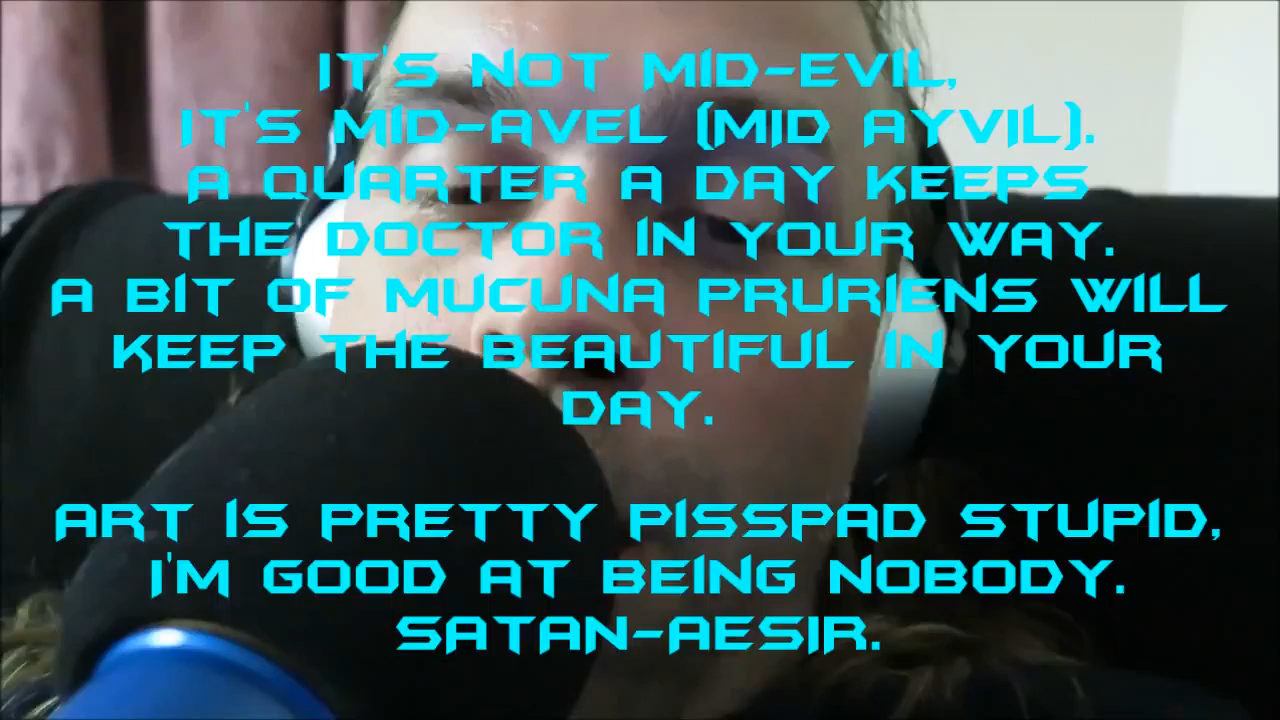 IT'S NOT MID-EVIL,
IT'S MID-AVEL (MID AYVIL).
A QUARTER A DAY KEEPS
THE DOCTOR IN YOUR WAY.
A BIT OF MUCUNA PRURIENS WILL
KEEP THE BEAUTIFUL IN YOUR
DAY.
ART IS PRETTY PISSPAD STUPID,
I'M GOOD AT BEING NOBODY.
SATAN-AESIR.